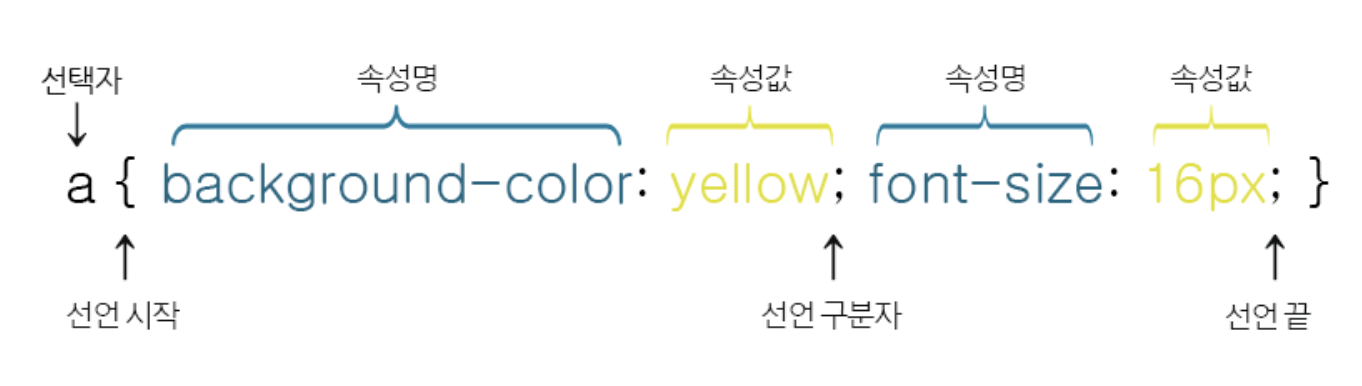 선택자 속성명 속성값 속성명 속성값
a { background-color: yellow; font-size: 16px; }
선언 시작 선언 구분자 선언 끝